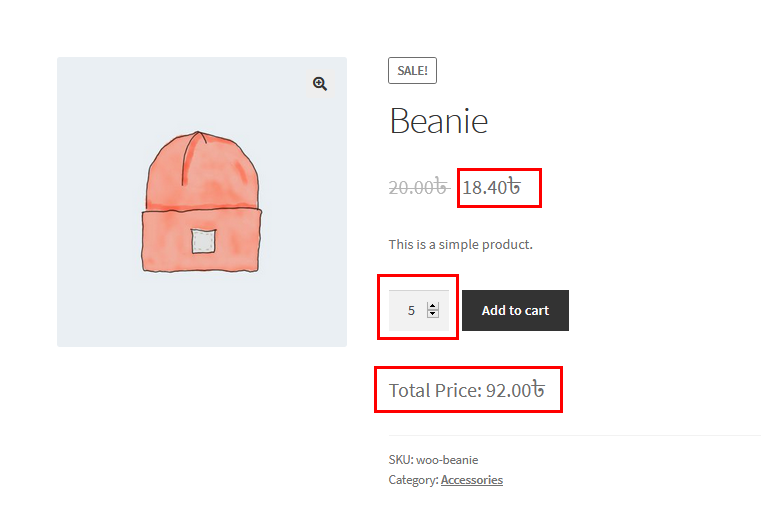 SALE!
Beanie
20.00৳ 18.40৳
This is a simple product.
5 Add to cart
Total Price: 92.00৳
SKU: woo-beanie
Category: Accessories